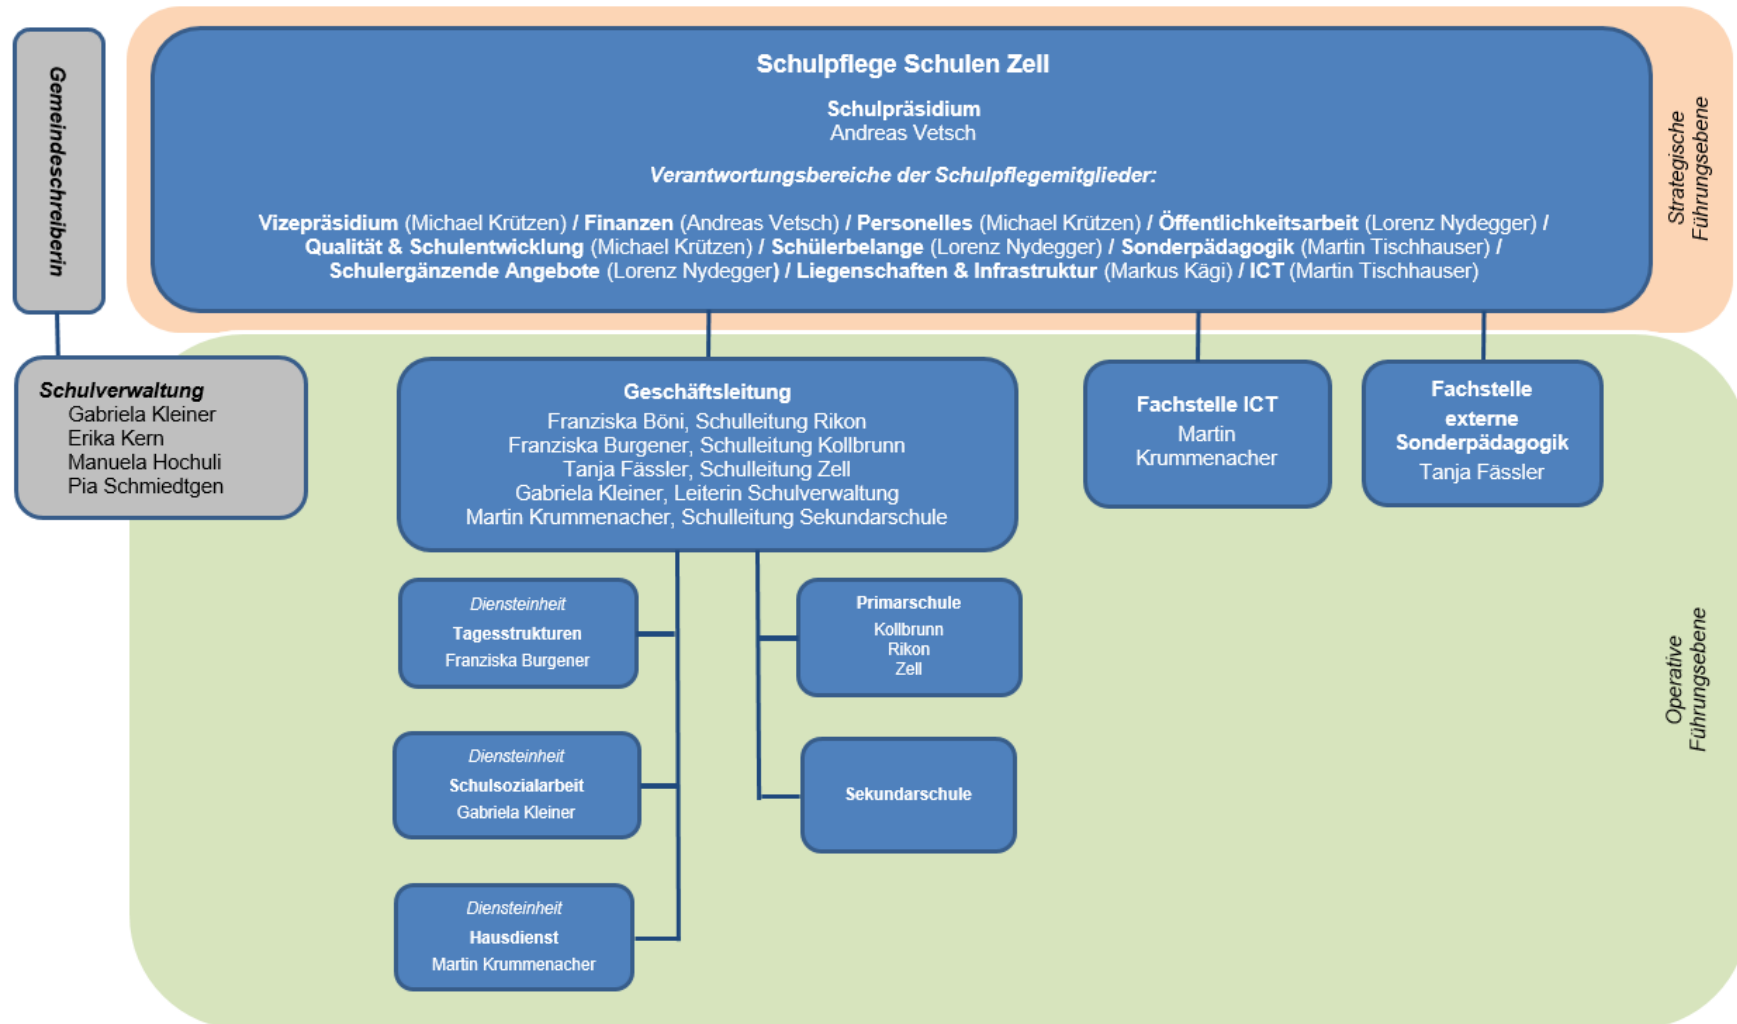 Gemeindeschreiberin
Schulpflege Schulen Zell
Schulpräsidium
Andreas Vetsch
Verantwortungsbereiche der Schulpflegemitglieder:
Vizepräsidium (Michael Krützen) / Finanzen (Andreas Vetsch) / Personelles (Michael Krützen) / Öffentlichkeitsarbeit (Lorenz Nydegger) /
Qualität & Schulentwicklung (Michael Krützen) / Schülerbelange (Lorenz Nydegger) / Sonderpädagogik (Martin Tischhauser) /
Schulergänzende Angebote (Lorenz Nydegger) / Liegenschaften & Infrastruktur (Markus Kägi) / ICT (Martin Tischhauser)
Strategische
Führungsebene
Schulverwaltung
Gabriela Kleiner
Erika Kern
Manuela Hochuli
Pia Schmiedtgen
Geschäftsleitung
Franziska Böni, Schulleitung Rikon
Franziska Burgener, Schulleitung Kollbrunn
Tanja Fässler, Schulleitung Zell
Gabriela Kleiner, Leiterin Schulverwaltung
Martin Krummenacher, Schulleitung Sekundarschule
Fachstelle ICT
Martin
Krummenacher
Fachstelle
externe
Sonderpädagogik
Tanja Fässler
Diensteinheit
Tagesstrukturen
Franziska Burgener
Primarschule
Kollbrunn
Rikon
Zell
Diensteinheit
Schulsozialarbeit
Gabriela Kleiner
Sekundarschule
Diensteinheit
Hausdienst
Martin Krummenacher
Operative
Führungsebene